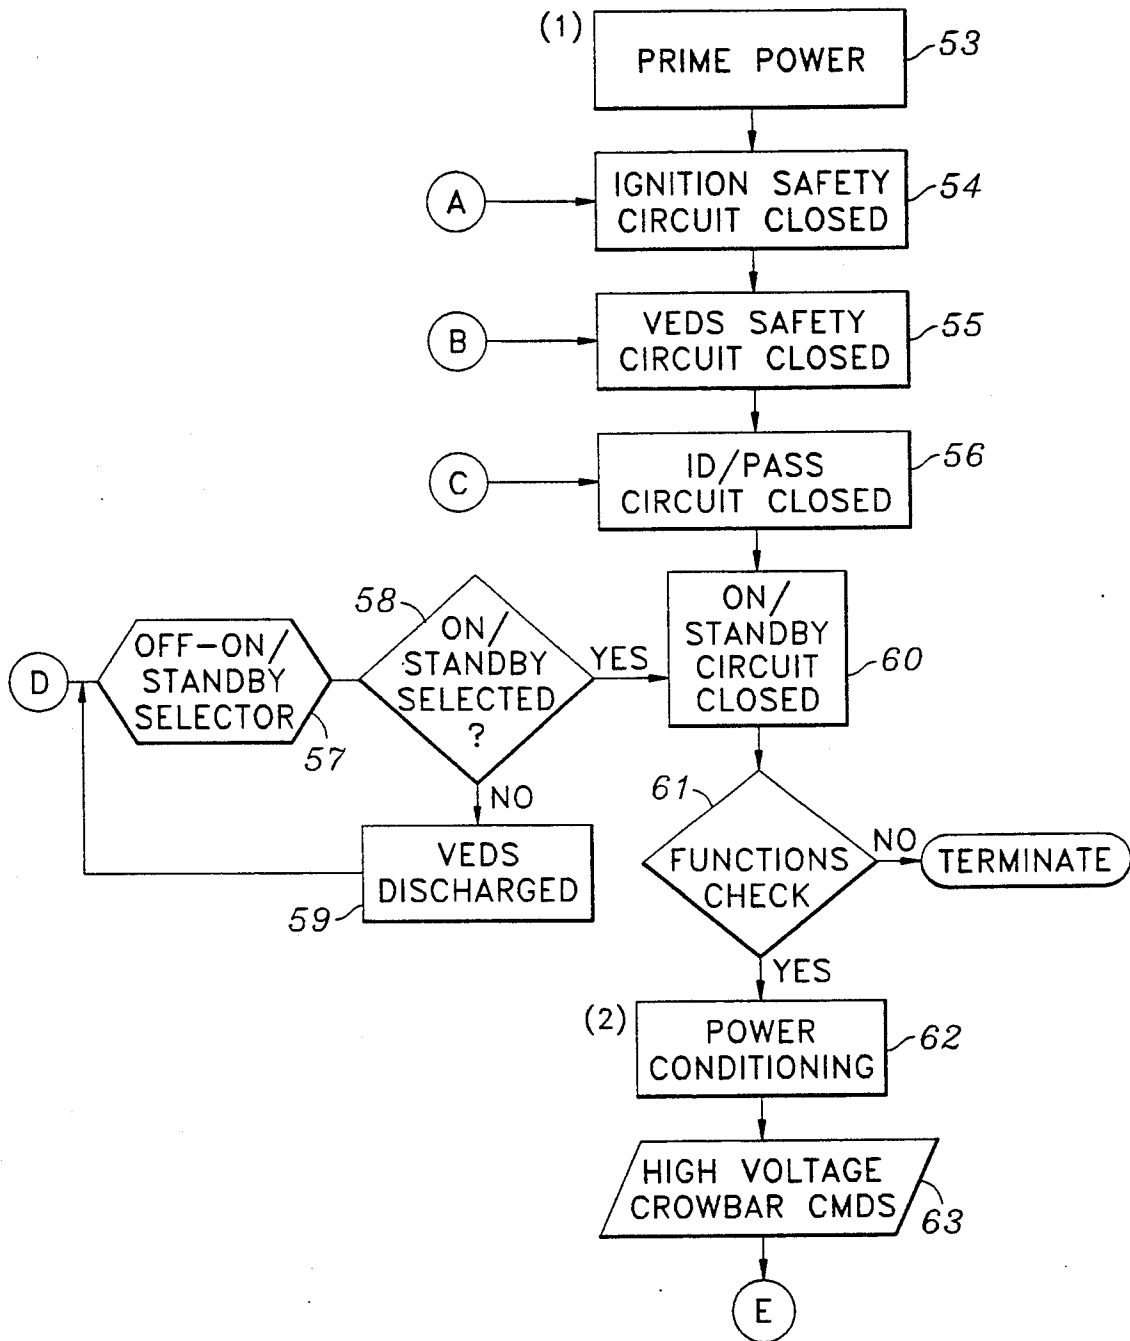 (1)
PRIME POWER
53
A
IGNITION SAFETY
CIRCUIT CLOSED
54
B
VEDS SAFETY
CIRCUIT CLOSED
55
C
ID/PASS
CIRCUIT CLOSED
56
D
OFF-ON/
STANDBY
SELECTOR
57
58
ON/
STANDBY
SELECTED
?
YES
NO
VEDS
DISCHARGED
59
ON/
STANDBY
CIRCUIT
CLOSED
60
61
FUNCTIONS
CHECK
NO
TERMINATE
YES
(2)
POWER
CONDITIONING
62
HIGH VOLTAGE
CROWBAR CMDS
63
E